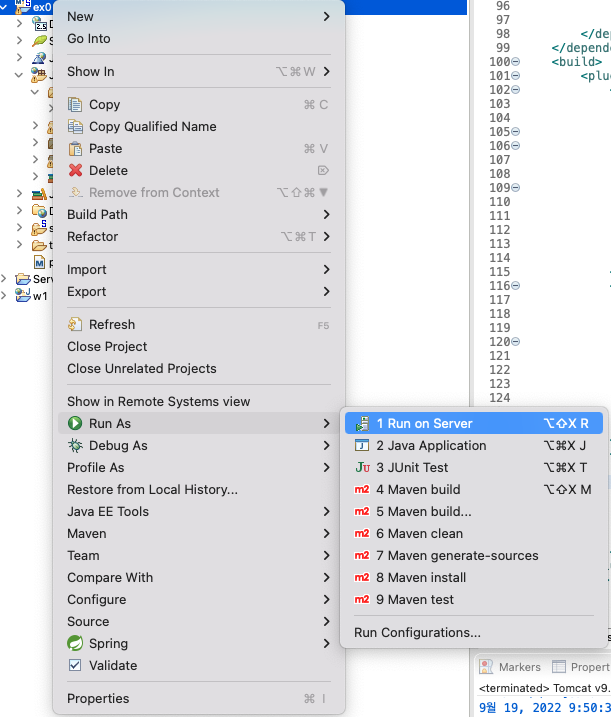 ex0
New
Go Into
Show In ⌥⌘W
Copy ⌘C
Copy Qualified Name
Paste ⌘V
Delete
Remove from Context ⌥⇧⌘▼
Build Path
Refactor ⌥⌘T
Import
Export
Refresh F5
Close Project
Close Unrelated Projects
Show in Remote Systems view
Run As
Debug As
Profile As
Restore from Local History...
Java EE Tools
Maven
Team
Compare With
Configure
Source
Spring
Validate
Properties ⌘I
1 Run on Server ⌥⇧X R
2 Java Application ⌥⌘X J
3 JUnit Test ⌥⌘X T
4 Maven build ⌥⇧X M
5 Maven build...
6 Maven clean
7 Maven generate-sources
8 Maven install
9 Maven test
Run Configurations...
Serv
w1
96
97
98 </dep
99 </depende
100 <build>
101 <plug
102 <
103
104
105
106
107
108
109
110
111
112
113
114
115 <
116 <
117
118
119
120
121
122
123
124
Markers Propert
<terminated> Tomcat v9.
9월 19, 2022 9:50:3